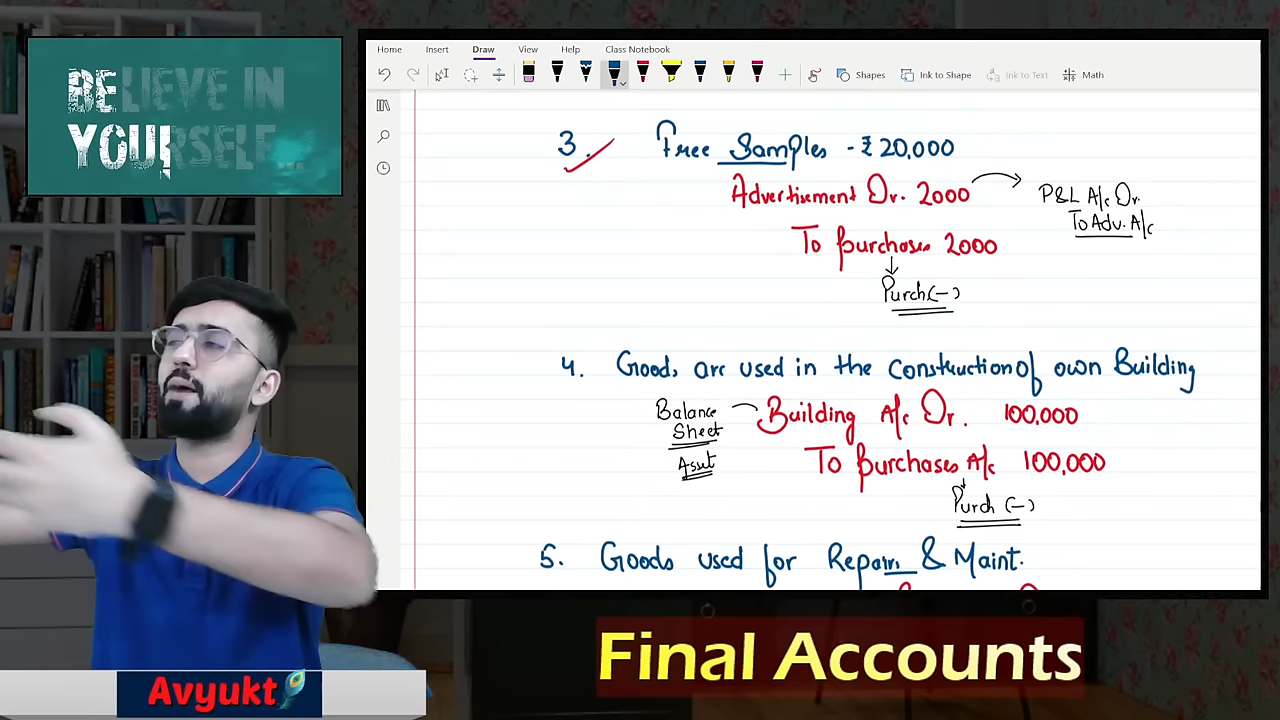 BELIEVE IN
YOURSELF...
Home Insert Draw View Help Class Notebook
Shapes Ink to Shape Ink to Text Math
3. Free Samples - ₹20,000
Advertisement Dr. 2000
P&L A/c Dr.
To Adv. A/c
To purchases 2000
Purch(-)
4. Goods are used in the construction of own Building
Balance
Sheet
Asset
Building A/c Dr. 100,000
To purchases A/c 100,000
Purch (-)
5. Goods used for Repairs & Maint.
Final Accounts
Avyukt